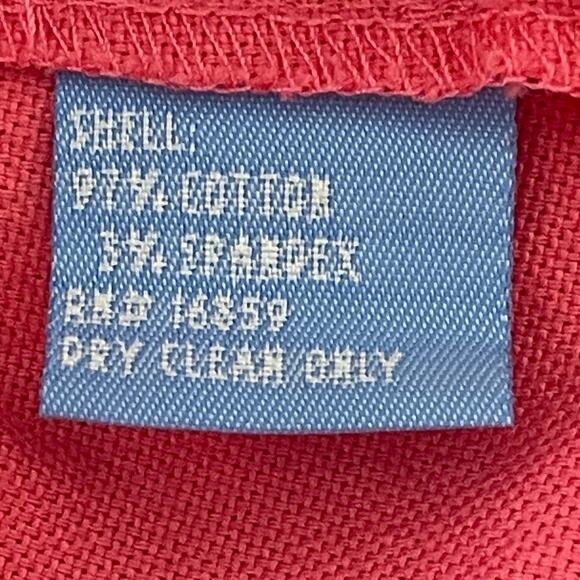 SHELL:
97% COTTON
3% SPANDEX
RN# 16859
DRY CLEAN ONLY